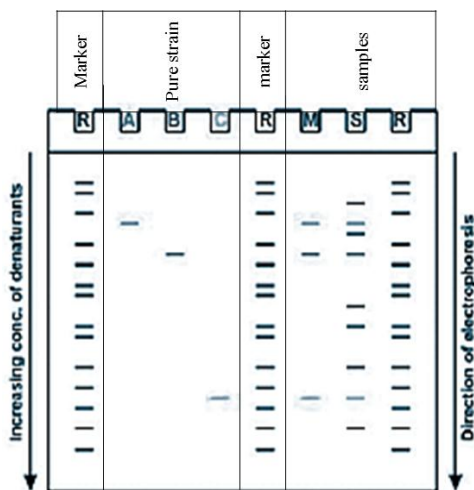 Marker
Pure strain
marker
samples
R A B C R M S R
Increasing conc. of denaturants
Direction of electrophoresis